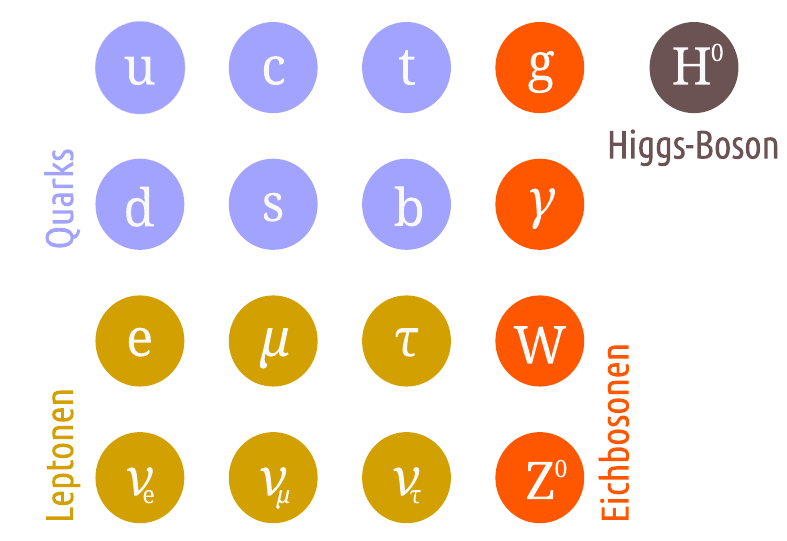 u c t g H⁰
Higgs-Boson
Quarks
d s b γ
e μ τ W
Leptonen
Eichbosonen
νe νμ ντ Z⁰